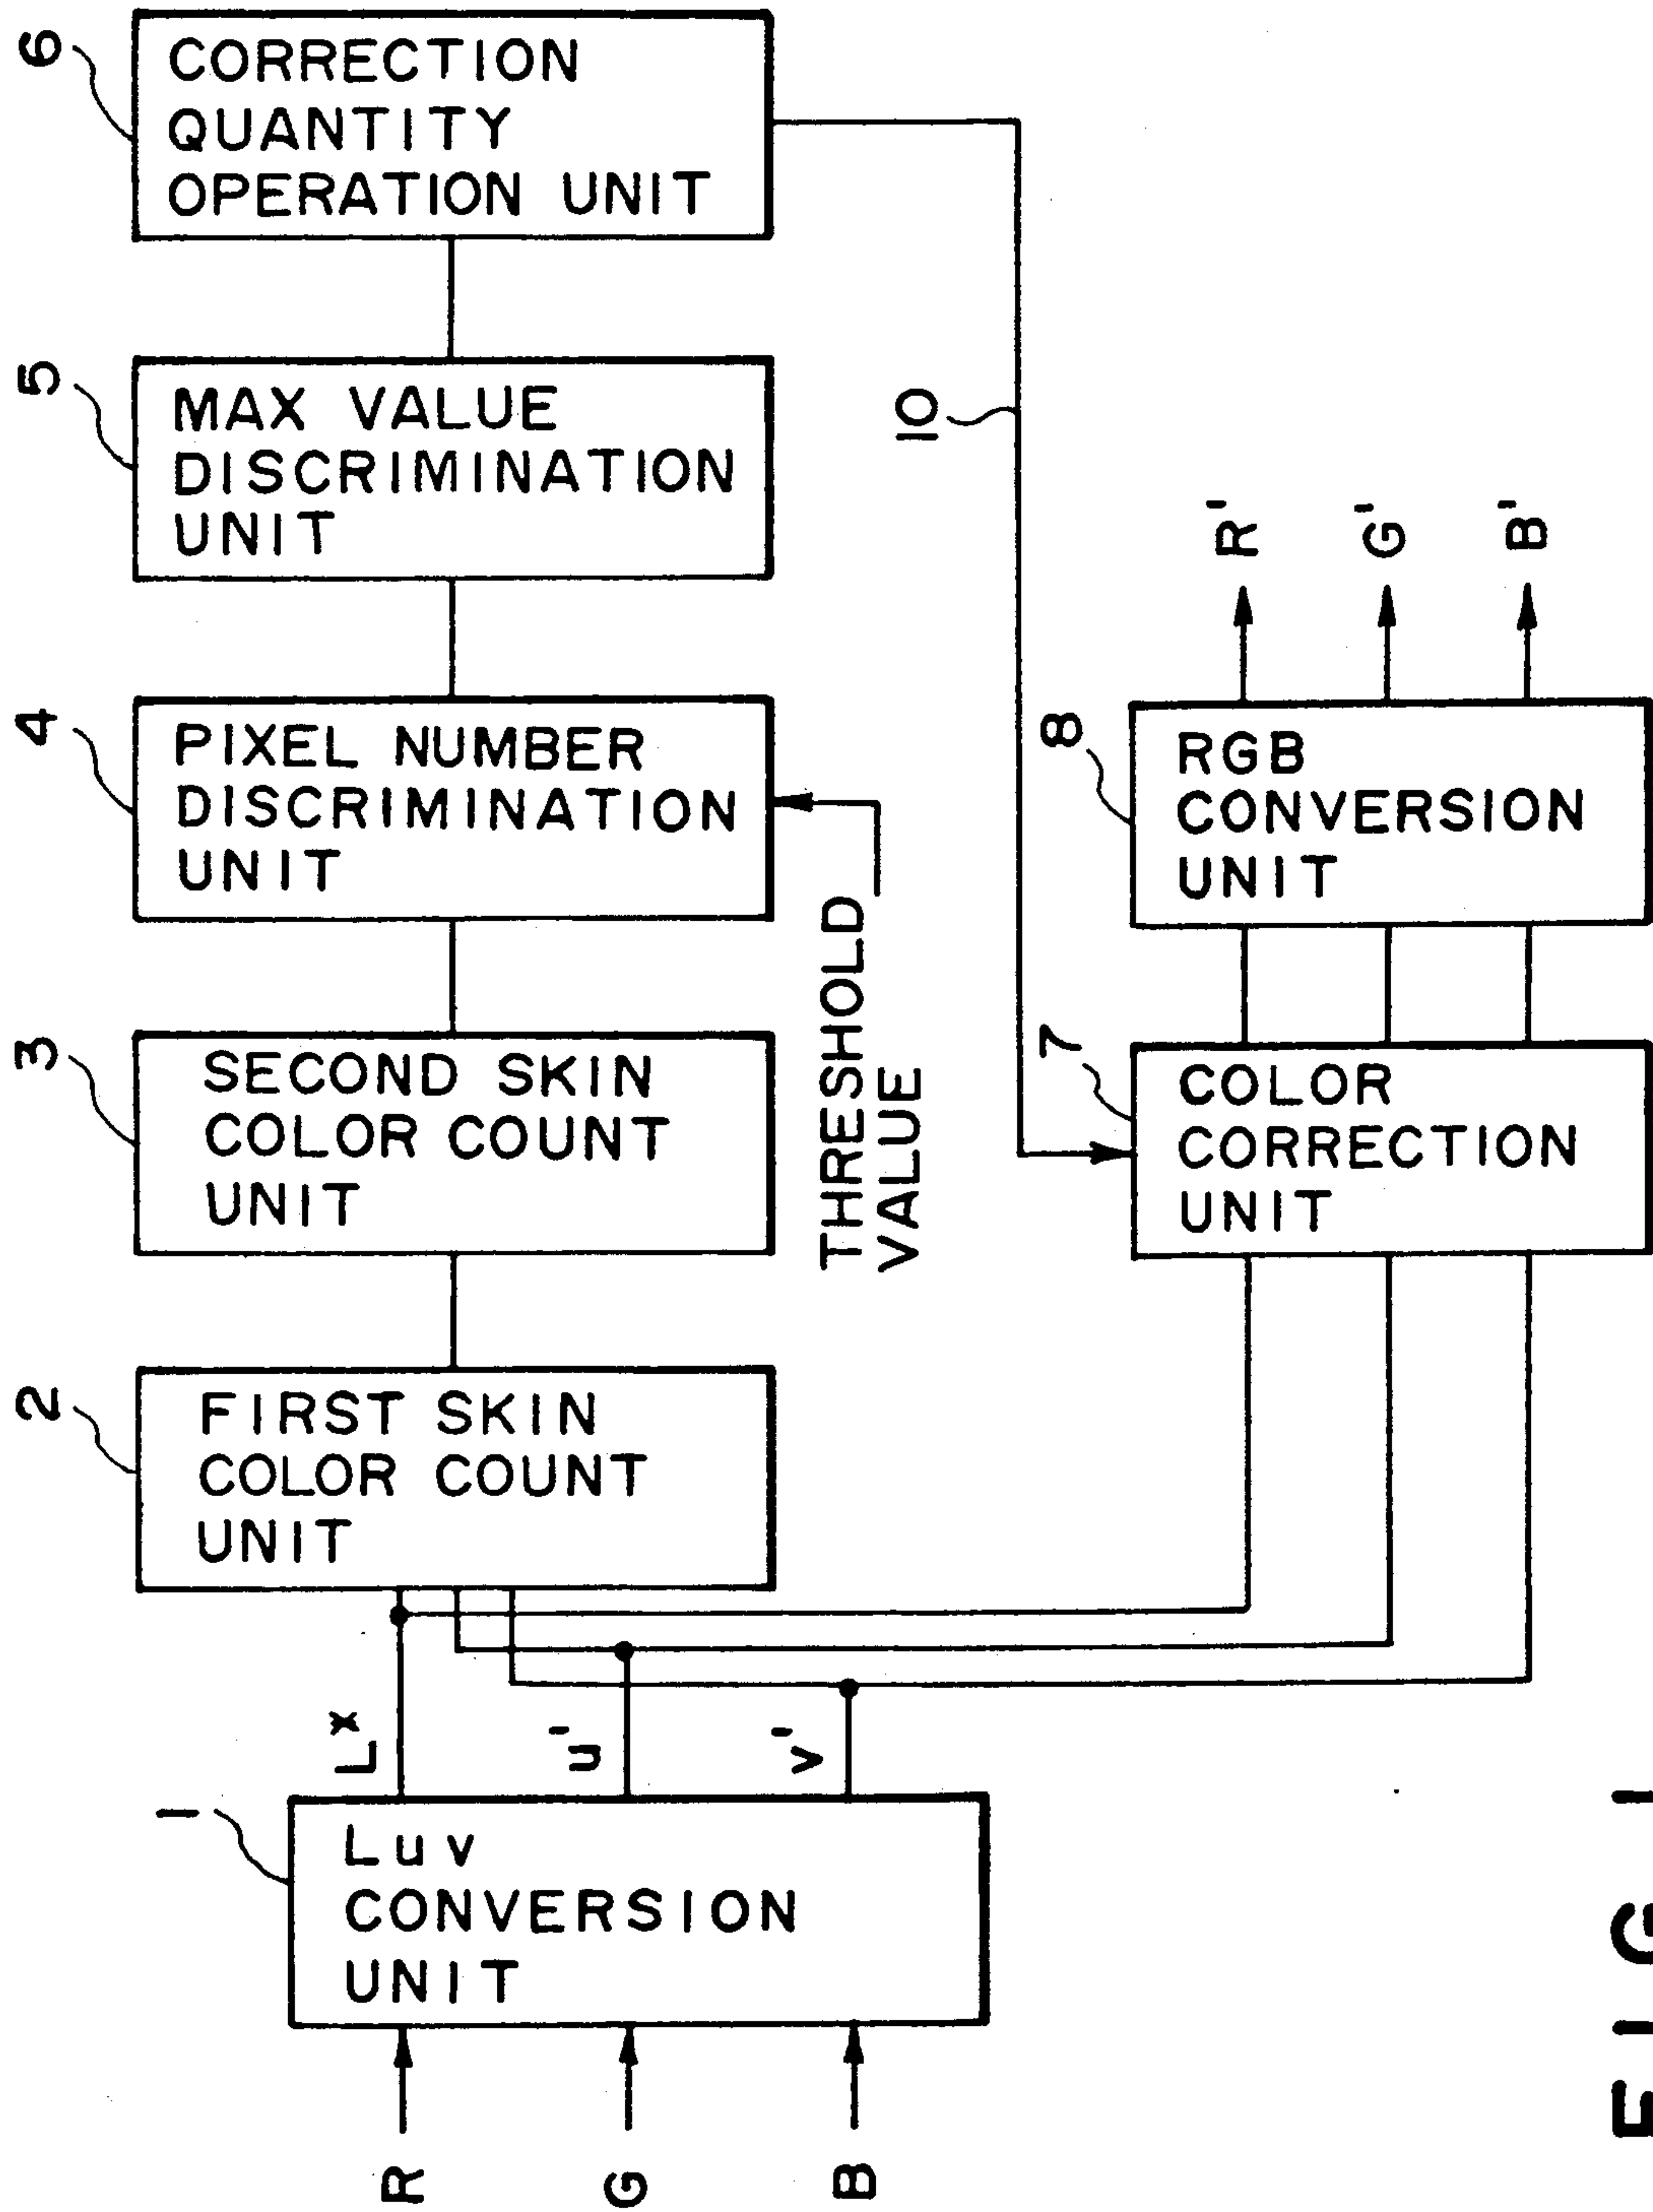 1
Luv
CONVERSION
UNIT
R
G
B
L*
u'
v'
2
FIRST SKIN
COLOR COUNT
UNIT
3
SECOND SKIN
COLOR COUNT
UNIT
4
PIXEL NUMBER
DISCRIMINATION
UNIT
THRESHOLD
VALUE
5
MAX VALUE
DISCRIMINATION
UNIT
6
CORRECTION
QUANTITY
OPERATION UNIT
10
7
COLOR
CORRECTION
UNIT
8
RGB
CONVERSION
UNIT
R'
G'
B'
FIG. 1